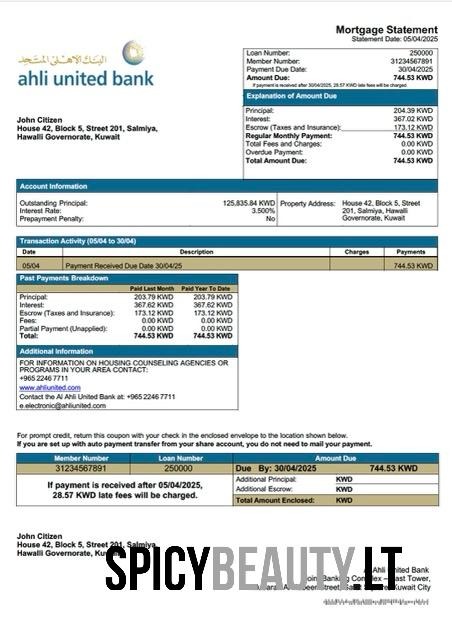 Mortgage Statement
Statement Date: 05/04/2025
البنك الأهلي المتحد
ahli united bank
Loan Number: 250000
Member Number: 31234567891
Payment Due Date: 30/04/2025
Amount Due: 744.53 KWD
If payment is received after 30/04/2025, 28.57 KWD late fees will be charged.
Explanation of Amount Due
Principal: 204.39 KWD
Interest: 367.02 KWD
Escrow (Taxes and Insurance): 173.12 KWD
Regular Monthly Payment: 744.53 KWD
Total Fees and Charges: 0.00 KWD
Overdue Payment: 0.00 KWD
Total Amount Due: 744.53 KWD
John Citizen
House 42, Block 5, Street 201, Salmiya,
Hawalli Governorate, Kuwait
Account Information
Outstanding Principal: 125,835.84 KWD
Interest Rate: 3.500%
Prepayment Penalty: No
Property Address: House 42, Block 5, Street
201, Salmiya, Hawalli
Governorate, Kuwait
Transaction Activity (05/04 to 30/04)
Date Description Charges Payments
05/04 Payment Received Due Date 30/04/25 744.53 KWD
Past Payments Breakdown
Paid Last Month Paid Year To Date
Principal: 203.79 KWD 203.79 KWD
Interest: 367.62 KWD 367.62 KWD
Escrow (Taxes and Insurance): 173.12 KWD 173.12 KWD
Fees: 0.00 KWD 0.00 KWD
Partial Payment (Unapplied): 0.00 KWD 0.00 KWD
Total: 744.53 KWD 744.53 KWD
Additional Information
FOR INFORMATION ON HOUSING COUNSELING AGENCIES OR
PROGRAMS IN YOUR AREA CONTACT:
+965 2246 7711
www.ahliunited.com
Contact the Al Ahli United Bank at: +965 2246 7711
e.electronic@ahliunited.com
For prompt credit, return this coupon with your check in the enclosed envelope to the location shown below.
If you are set up with auto payment transfer from your share account, you do not need to mail your payment.
Member Number Loan Number Amount Due
31234567891 250000 Due By: 30/04/2025 744.53 KWD
If payment is received after 05/04/2025,
28.57 KWD late fees will be charged.
Additional Principal: KWD
Additional Escrow: KWD
Total Amount Enclosed: KWD
John Citizen
House 42, Block 5, Street 201, Salmiya,
Hawalli Governorate, Kuwait
SPICYBEAUTY.LT
Ahli United Bank
Banking Complex – East Tower,
Street, Kuwait City